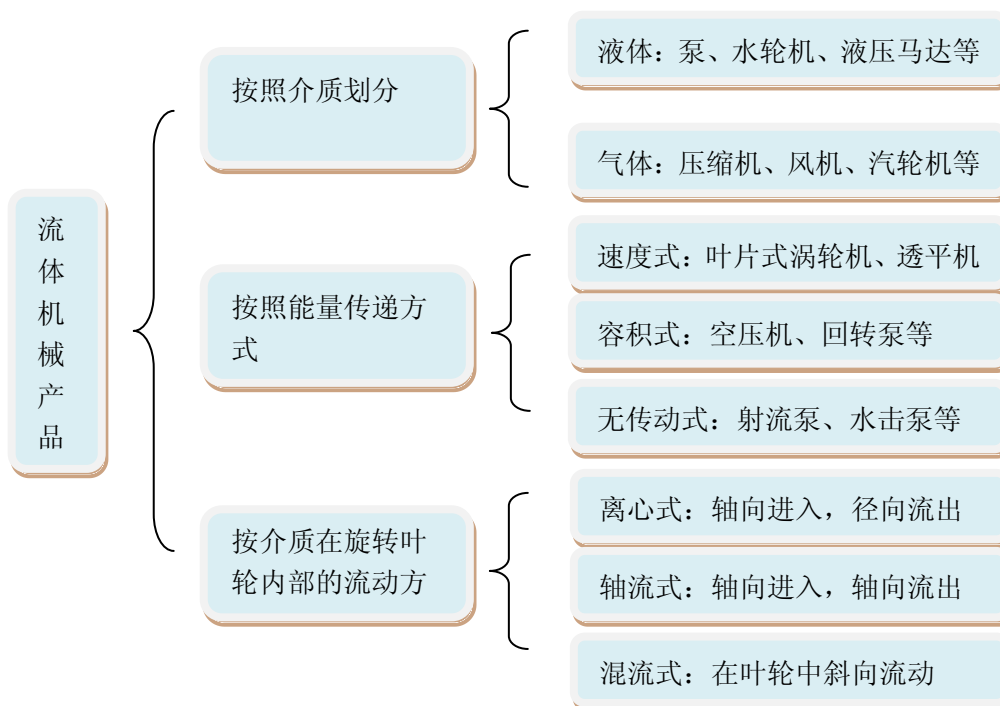 流
体
机
械
产
品
按照介质划分
液体：泵、水轮机、液压马达等
气体：压缩机、风机、汽轮机等
按照能量传递方
式
速度式：叶片式涡轮机、透平机
容积式：空压机、回转泵等
无传动式：射流泵、水击泵等
按介质在旋转叶
轮内部的流动方
离心式：轴向进入，径向流出
轴流式：轴向进入，轴向流出
混流式：在叶轮中斜向流动